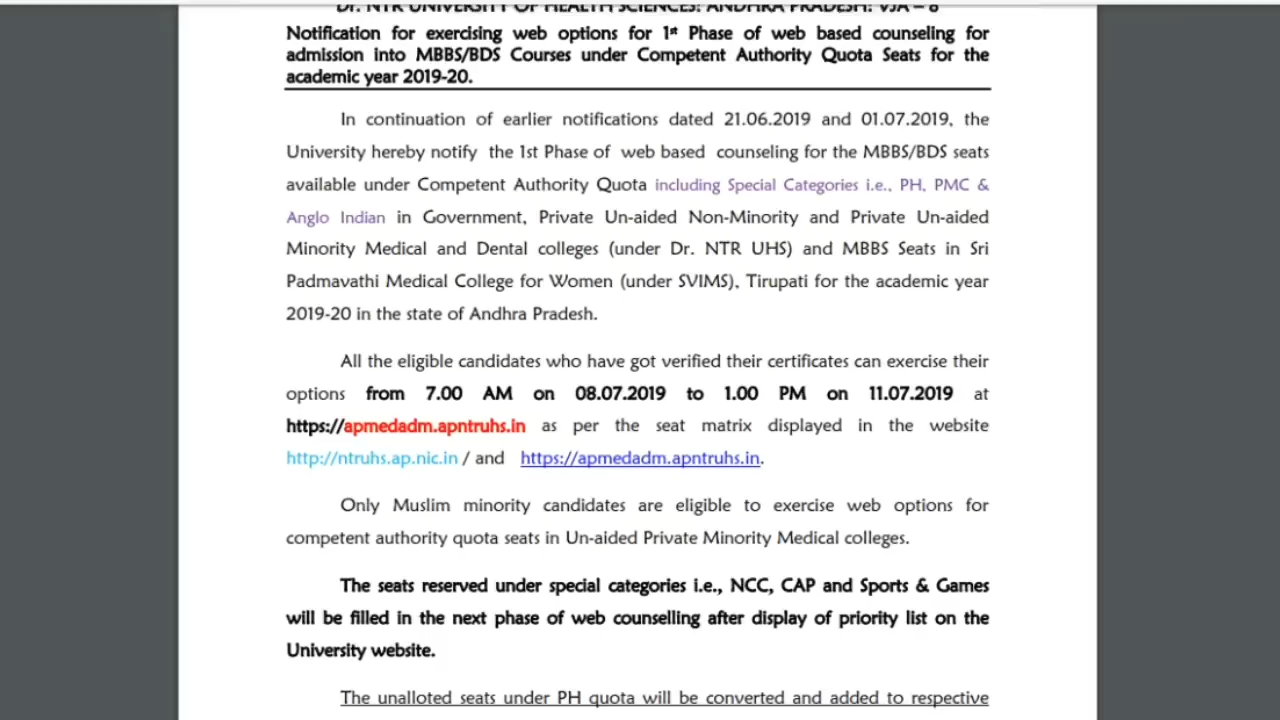 Dr. NTR UNIVERSITY OF HEALTH SCIENCES: ANDHRA PRADESH: VJA – 8
Notification for exercising web options for 1st Phase of web based counseling for
admission into MBBS/BDS Courses under Competent Authority Quota Seats for the
academic year 2019-20.
In continuation of earlier notifications dated 21.06.2019 and 01.07.2019, the
University hereby notify the 1st Phase of web based counseling for the MBBS/BDS seats
available under Competent Authority Quota including Special Categories i.e., PH, PMC &
Anglo Indian in Government, Private Un-aided Non-Minority and Private Un-aided
Minority Medical and Dental colleges (under Dr. NTR UHS) and MBBS Seats in Sri
Padmavathi Medical College for Women (under SVIMS), Tirupati for the academic year
2019-20 in the state of Andhra Pradesh.
All the eligible candidates who have got verified their certificates can exercise their
options from 7.00 AM on 08.07.2019 to 1.00 PM on 11.07.2019 at
https://apmedadm.apntruhs.in as per the seat matrix displayed in the website
http://ntruhs.ap.nic.in / and https://apmedadm.apntruhs.in.
Only Muslim minority candidates are eligible to exercise web options for
competent authority quota seats in Un-aided Private Minority Medical colleges.
The seats reserved under special categories i.e., NCC, CAP and Sports & Games
will be filled in the next phase of web counselling after display of priority list on the
University website.
The unalloted seats under PH quota will be converted and added to respective